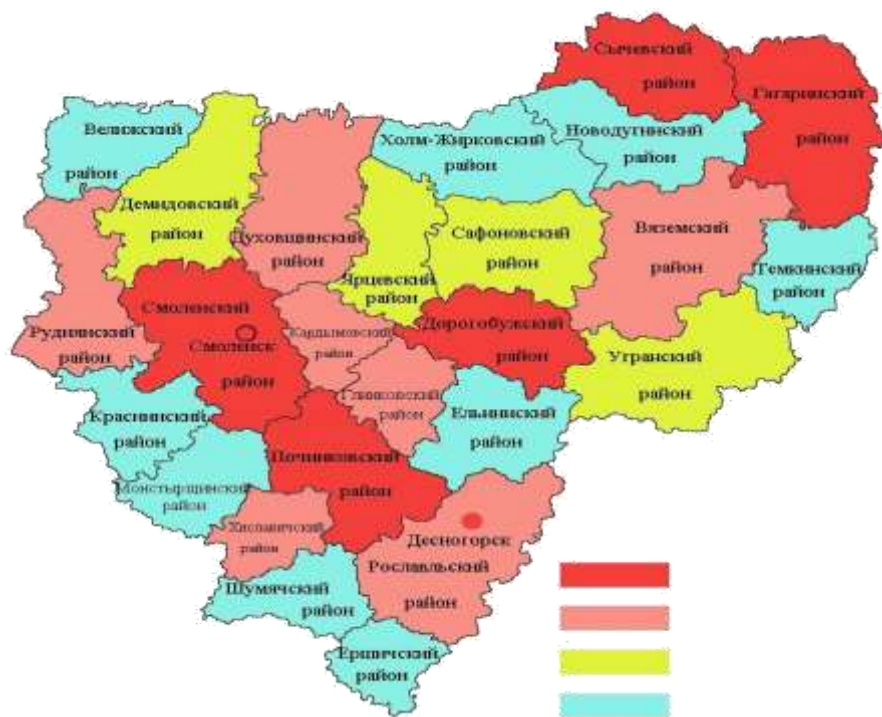 Сычевский
район
Гагаринский
район
Велижский
район
Холм-Жирковский
район
Новодугинский
район
Демидовский
район
Духовщинский
район
Ярцевский
район
Сафоновский
район
Вяземский
район
Темкинский
район
Руднянский
район
Смоленский
Смоленск
район
Кардымовский
район
Дорогобужский
район
Угранский
район
Глинковский
район
Ельнинский
район
Краснинский
район
Монстырщинский
район
Починковский
район
Хиславичский
район
Десногорск
Рославльский
район
Шумячский
район
Ершичский
район